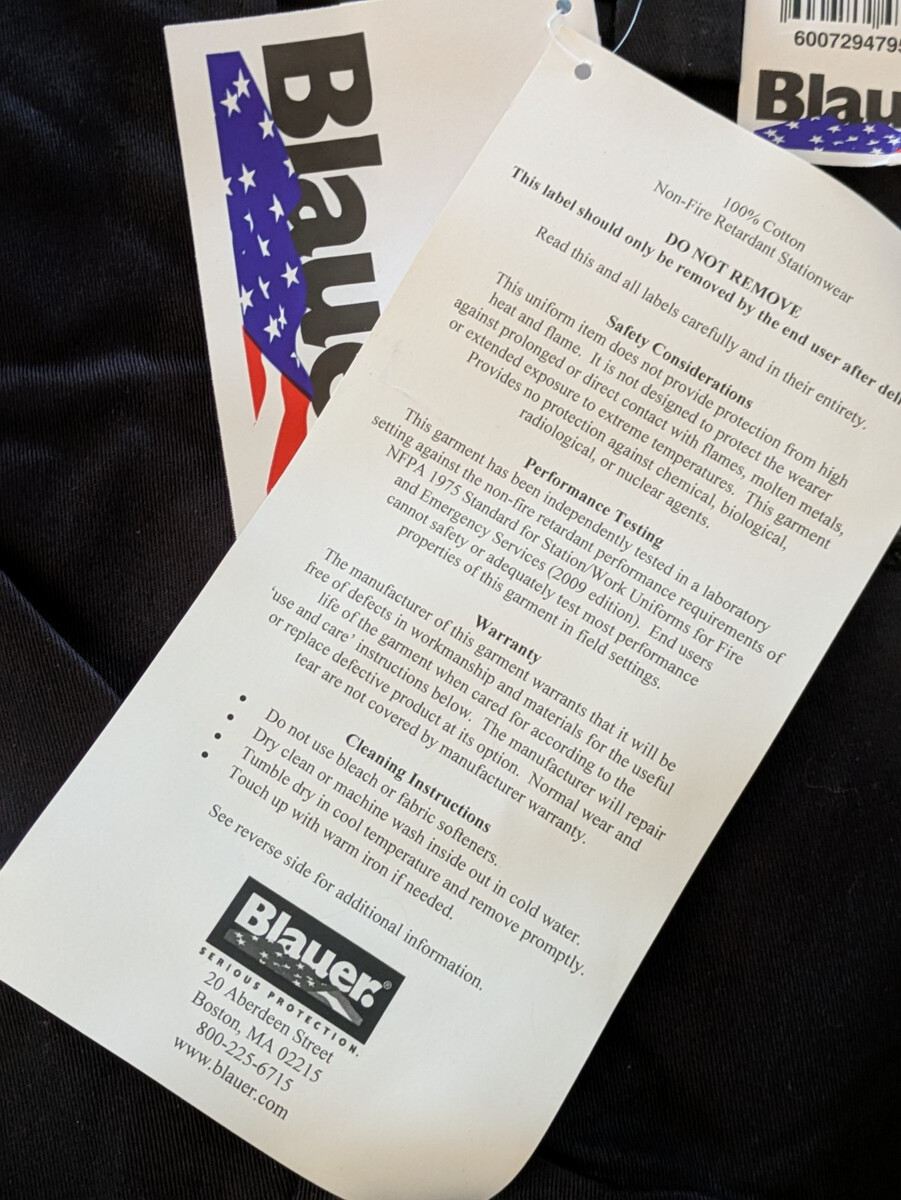 6007294795
Blau
Blaue
100% Cotton
Non-Fire Retardant Stationwear
DO NOT REMOVE
This label should only be removed by the end user after
Read this and all labels carefully and in their entirety.
Safety Considerations
This uniform item does not provide protection from high
heat and flame. It is not designed to protect the wearer
against prolonged or direct contact with flames, molten metals,
or extended exposure to extreme temperatures. This garment
Provides no protection against chemical, biological,
radiological, or nuclear agents.
Performance Testing
This garment has been independently tested in a laboratory
setting against the non-fire retardant performance requirements of
NFPA 1975 Standard for Station/Work Uniforms for Fire
and Emergency Services (2009 edition). End users
cannot safety or adequately test most performance
properties of this garment in field settings.
Warranty
The manufacturer of this garment warrants that it will be
free of defects in workmanship and materials for the useful
life of the garment when cared for according to the
'use and care' instructions below. The manufacturer will repair
or replace defective product at its option. Normal wear and
tear are not covered by manufacturer warranty.
Cleaning Instructions
• Do not use bleach or fabric softeners.
• Dry clean or machine wash inside out in cold water.
• Tumble dry in cool temperature and remove promptly.
• Touch up with warm iron if needed.
See reverse side for additional information.
Blauer.®
SERIOUS PROTECTION.
20 Aberdeen Street
Boston, MA 02215
800-225-6715
www.blauer.com